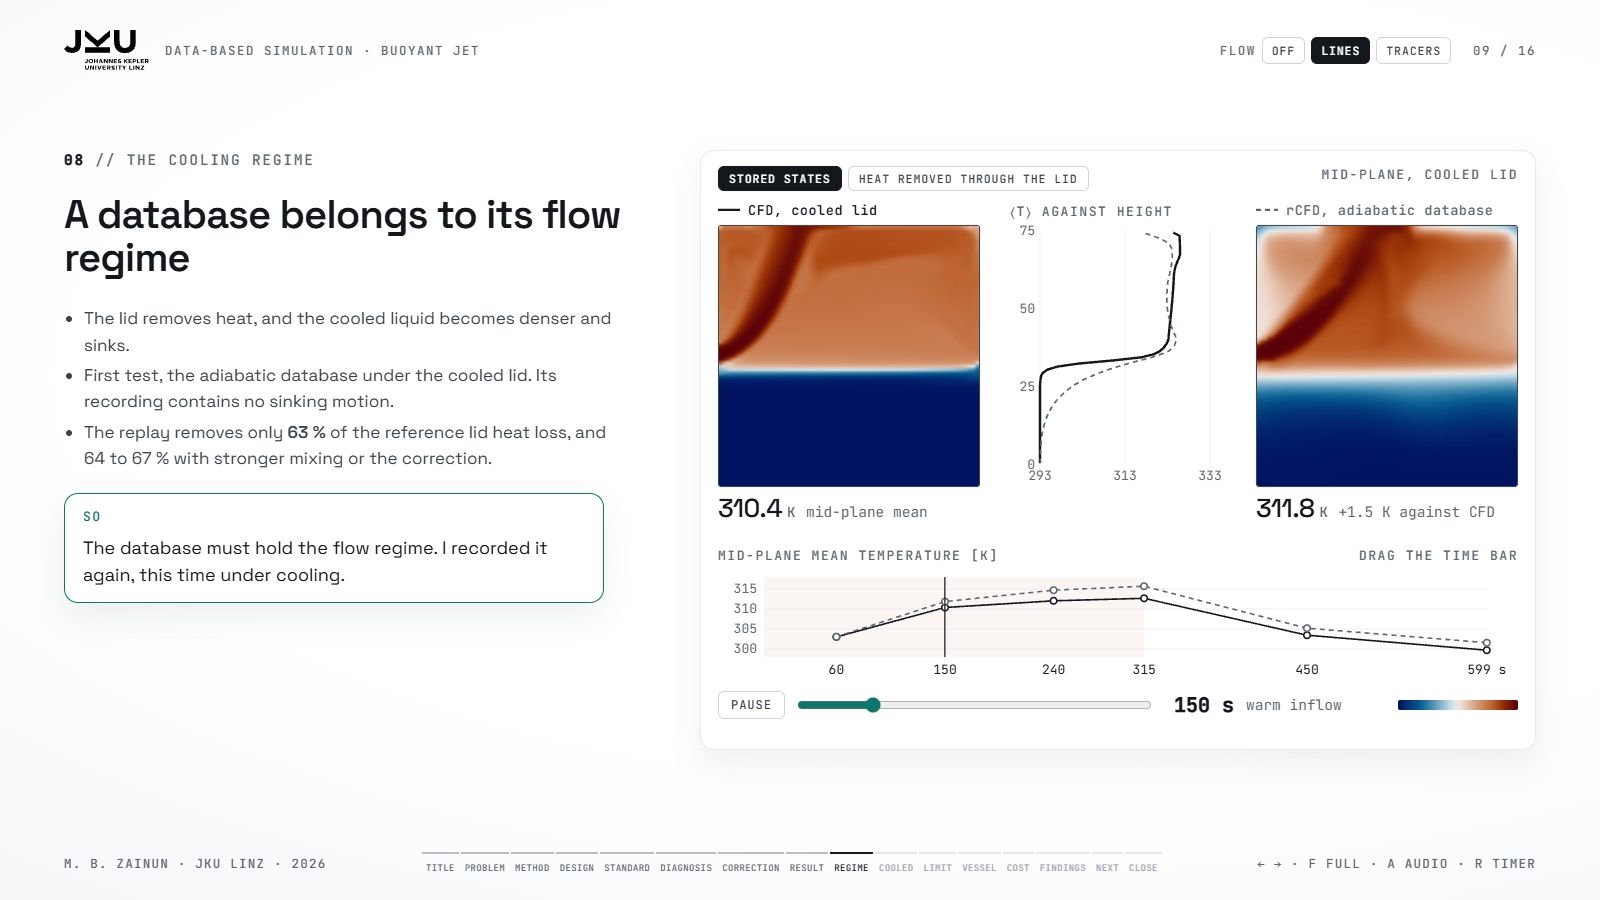 JKU
JOHANNES KEPLER
UNIVERSITY LINZ
DATA-BASED SIMULATION · BUOYANT JET
FLOW OFF LINES TRACERS 09 / 16
08 // THE COOLING REGIME
A database belongs to its flow
regime
• The lid removes heat, and the cooled liquid becomes denser and
sinks.
• First test, the adiabatic database under the cooled lid. Its
recording contains no sinking motion.
• The replay removes only 63 % of the reference lid heat loss, and
64 to 67 % with stronger mixing or the correction.
SO
The database must hold the flow regime. I recorded it
again, this time under cooling.
STORED STATES HEAT REMOVED THROUGH THE LID MID-PLANE, COOLED LID
CFD, cooled lid
⟨T⟩ AGAINST HEIGHT
75
50
25
0
293 313 333
rCFD, adiabatic database
310.4 K mid-plane mean
311.8 K +1.5 K against CFD
MID-PLANE MEAN TEMPERATURE [K] DRAG THE TIME BAR
315
310
305
300
60 150 240 315 450 599 s
PAUSE 150 s warm inflow
M. B. ZAINUN · JKU LINZ · 2026
TITLE PROBLEM METHOD DESIGN STANDARD DIAGNOSIS CORRECTION RESULT REGIME COOLED LIMIT VESSEL COST FINDINGS NEXT CLOSE
← → · F FULL · A AUDIO · R TIMER